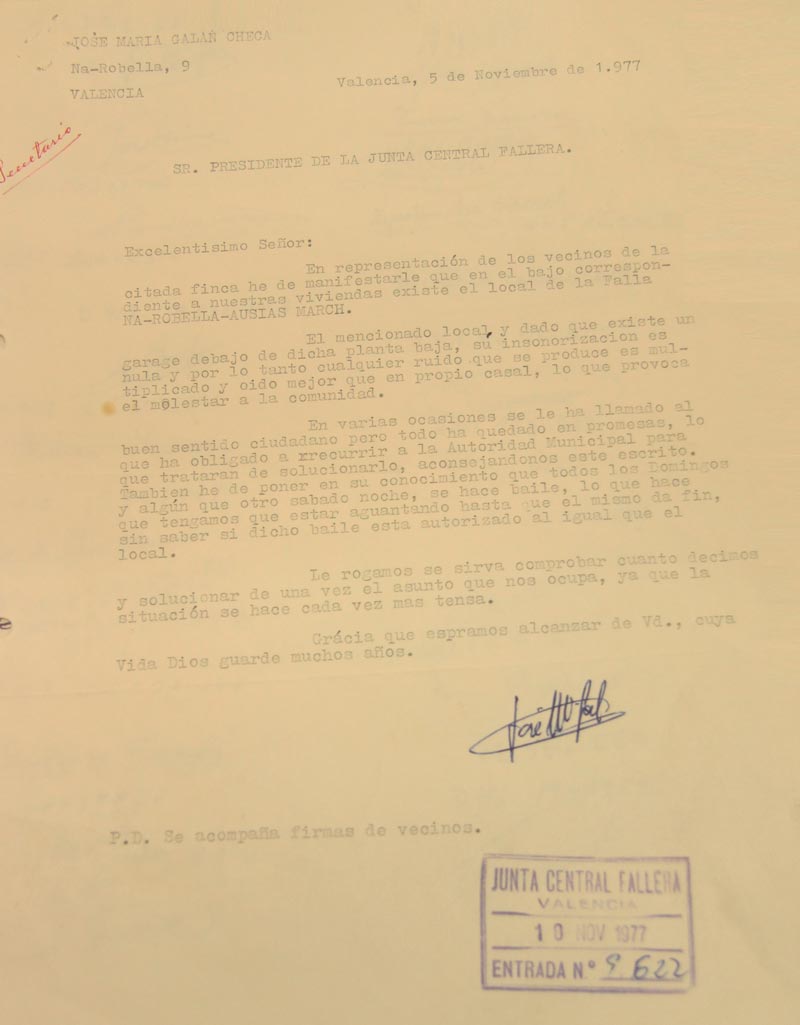 JOSE MARIA GALAÑ CHECA
Na-Robella, 9
VALENCIA
Valencia, 5 de Noviembre de 1.977
Secretario
SR. PRESIDENTE DE LA JUNTA CENTRAL FALLERA.
Excelentisimo Señor:
En representación de los vecinos de la
citada finca he de manifestarle que en el bajo correspon-
diente a nuestras viviendas existe el local de la Falla
NA-ROBELLA-AUSIAS MARCH.
El mencionado local, y dado que existe un
garage debajo de dicha planta baja, su insonorización es
nula y por lo tanto cualquier ruido que se produce es mul-
tiplicado y oido mejor que en propio casal, lo que provoca
el molestar a la comunidad.
En varias ocasiones se le ha llamado al
buen sentido ciudadano pero todo ha quedado en promesas, lo
que ha obligado a rrecurrir a la Autoridad Municipal para
que trataran de solucionarlo, aconsejandonos este escrito.
Tambien he de poner en su conocimiento que todos los Domingos
y algún que otro sabado noche, se hace baile, lo que hace
que tengamos que estar aguantando hasta que el mismo da fin,
sin saber si dicho baile esta autorizado al igual que el
local.
Le rogamos se sirva comprobar cuanto decimos
y solucionar de una vez el asunto que nos ocupa, ya que la
situación se hace cada vez mas tensa.
Grácia que espramos alcanzar de Vd., cuya
Vida Dios guarde muchos años.
P.D. Se acompaña firmas de vecinos.
JUNTA CENTRAL FALLERA
VALENCIA
10 NOV 1977
ENTRADA N.º 9.622